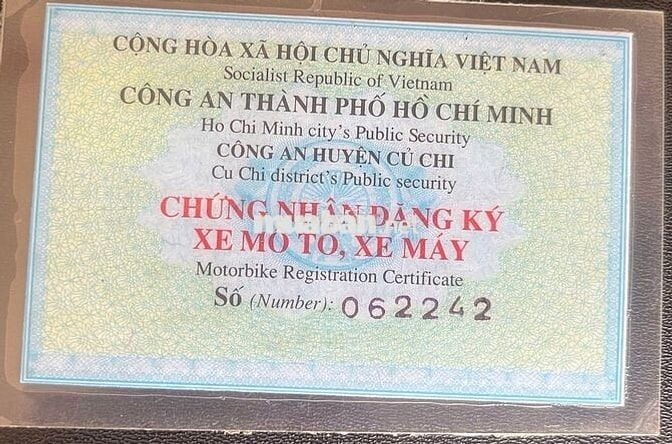 CỘNG HÒA XÃ HỘI CHỦ NGHĨA VIỆT NAM
Socialist Republic of Vietnam
CÔNG AN THÀNH PHỐ HỒ CHÍ MINH
Ho Chi Minh city's Public Security
CÔNG AN HUYỆN CỦ CHI
Cu Chi district's Public security
CHỨNG NHẬN ĐĂNG KÝ
XE MO TO, XE MÁY
Motorbike Registration Certificate
Số (Number): 062242